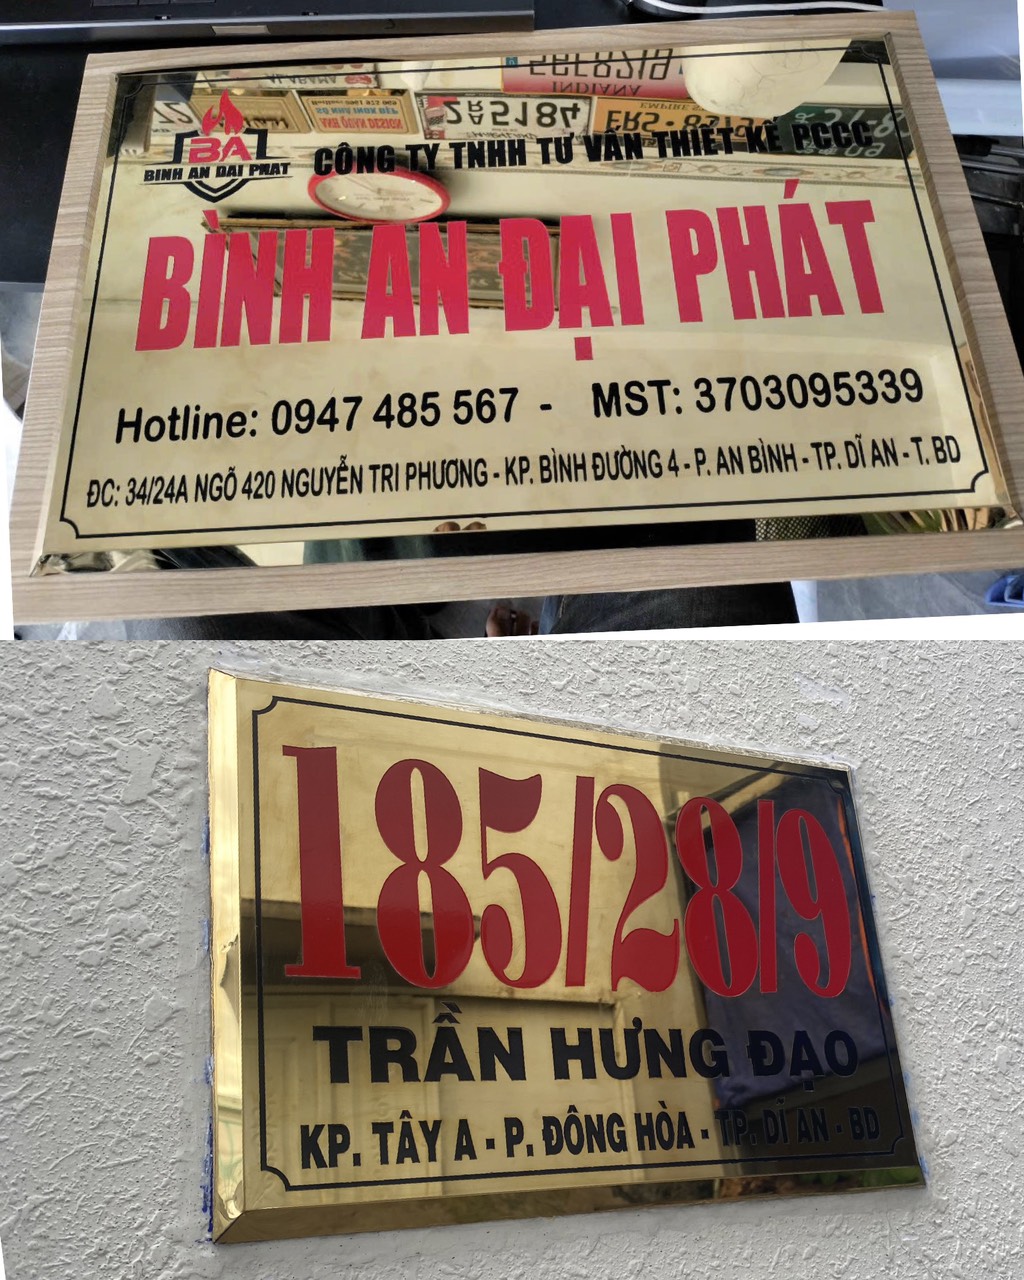 BA
BINH AN DAI PHAT
CÔNG TY TNHH TƯ VẤN THIẾT KẾ PCCC
BÌNH AN ĐẠI PHÁT
Hotline: 0947 485 567 - MST: 3703095339
ĐC: 34/24A NGÕ 420 NGUYỄN TRI PHƯƠNG - KP. BÌNH ĐƯỜNG 4 - P. AN BÌNH - TP. DĨ AN - T. BD
185/28/9
TRẦN HƯNG ĐẠO
KP. TÂY A - P. ĐÔNG HÒA - TP. DĨ AN - BD